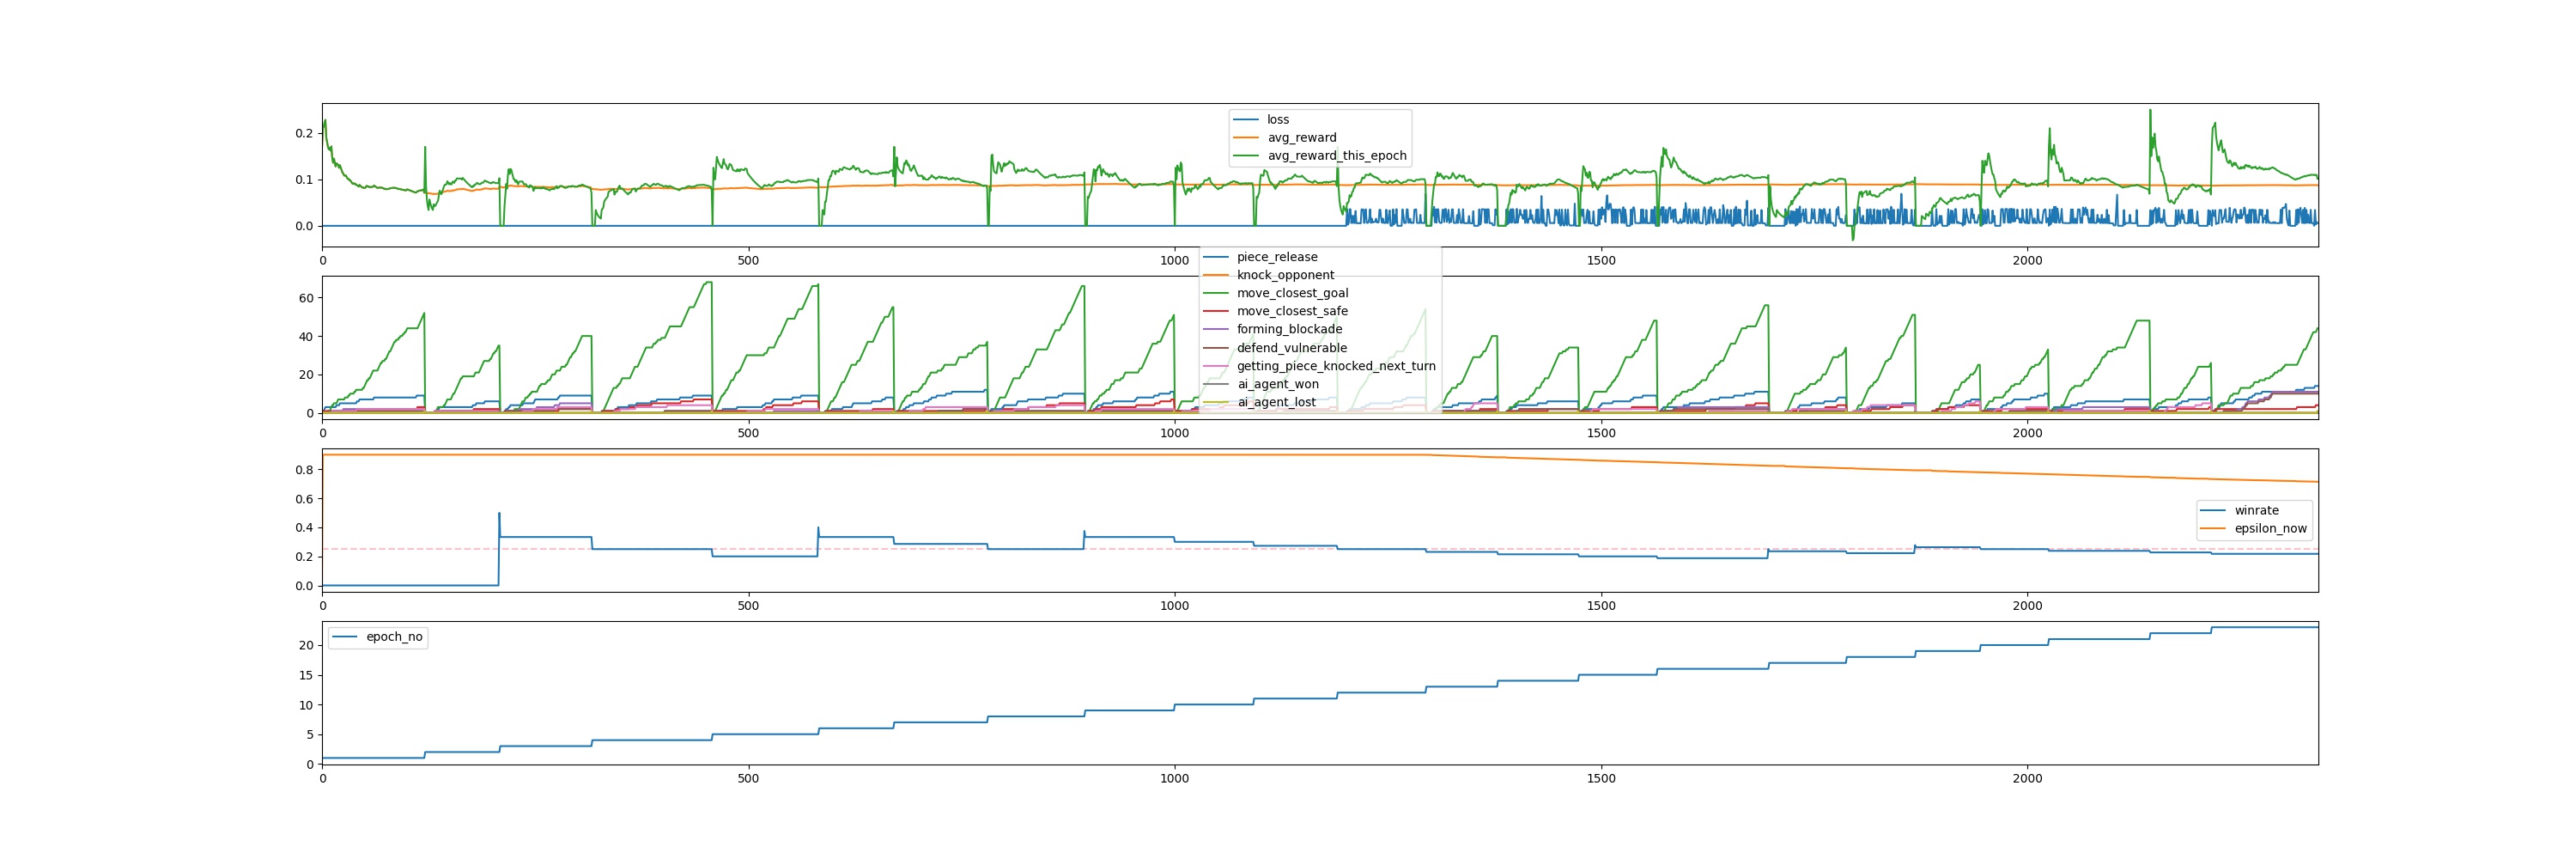 0.2
0.1
0.0
loss
avg_reward
avg_reward_this_epoch
0 500 1000 1500 2000
60
40
20
0
piece_release
knock_opponent
move_closest_goal
move_closest_safe
forming_blockade
defend_vulnerable
getting_piece_knocked_next_turn
ai_agent_won
ai_agent_lost
0 500 1000 1500 2000
0.8
0.6
0.4
0.2
0.0
winrate
epsilon_now
0 500 1000 1500 2000
epoch_no
20
15
10
5
0
0 500 1000 1500 2000